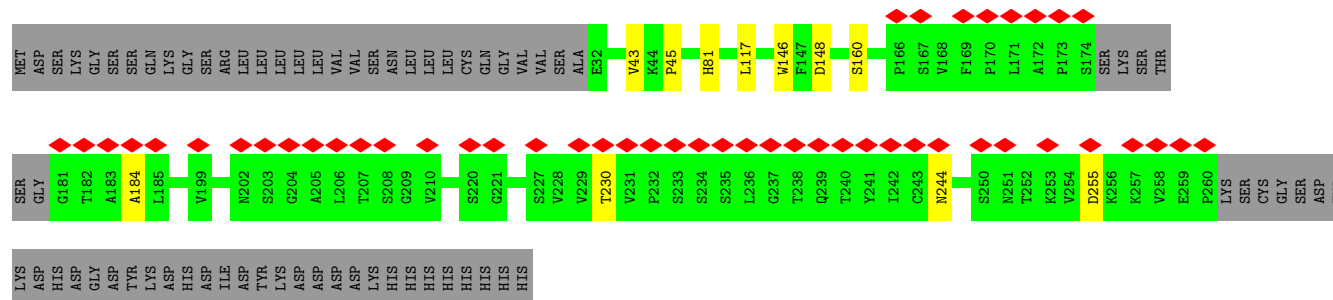 MET ASP SER LYS GLY SER SER GLN LYS GLY SER ARG LEU LEU LEU LEU LEU VAL VAL SER ASN LEU LEU LEU CYS GLN GLY VAL VAL SER ALA E32 V43 K44 P45 H81 L117 W146 F147 D148 S160 P166 S167 V168 F169 P170 L171 A172 P173 S174 SER LYS SER THR
SER GLY G181 T182 A183 A184 L185 V199 N202 S203 G204 A205 L206 T207 S208 G209 V210 S220 G221 S227 V228 V229 T230 V231 P232 S233 S234 S235 L236 G237 T238 Q239 T240 Y241 I242 C243 N244 S250 N251 T252 K253 V254 D255 K256 K257 V258 E259 P260 LYS SER CYS GLY SER ASP
LYS ASP HIS ASP GLY ASP TYR LYS ASP HIS ASP ILE ASP TYR LYS ASP ASP ASP ASP LYS HIS HIS HIS HIS HIS HIS HIS HIS